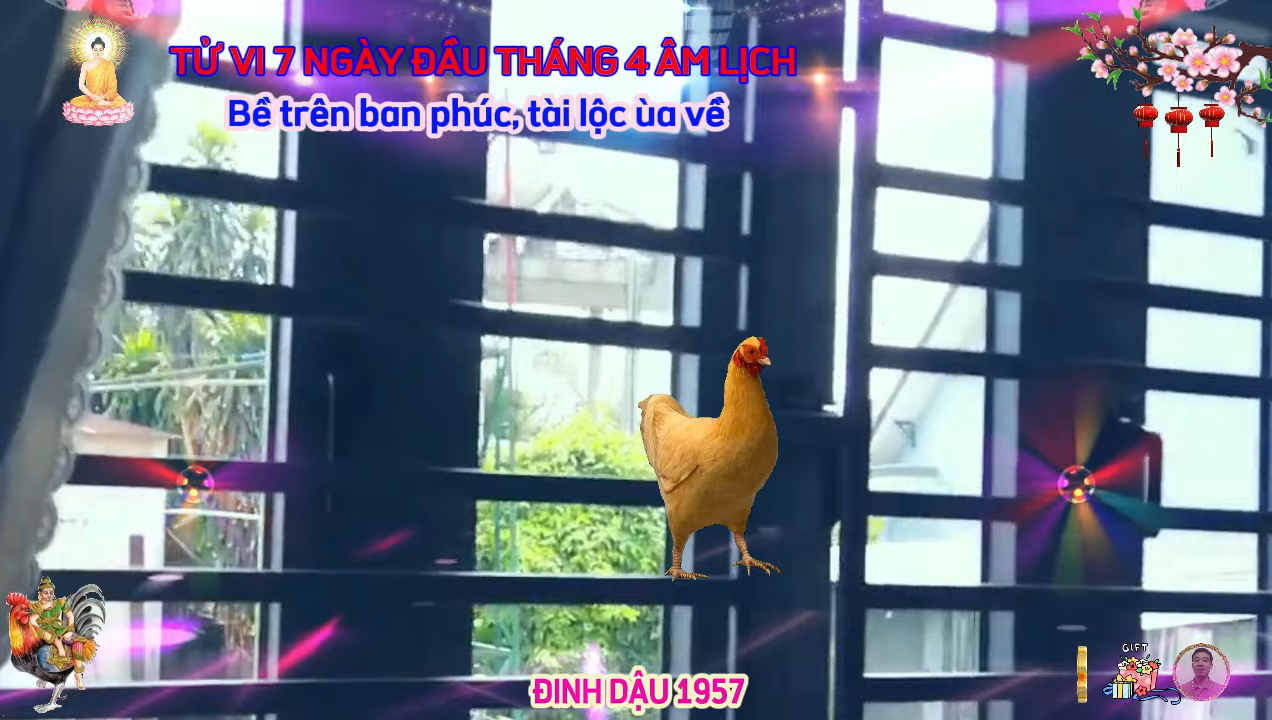 TỬ VI 7 NGÀY ĐẦU THÁNG 4 ÂM LỊCH
Bề trên ban phúc, tài lộc ùa về
GIFT
ĐINH DẬU 1957